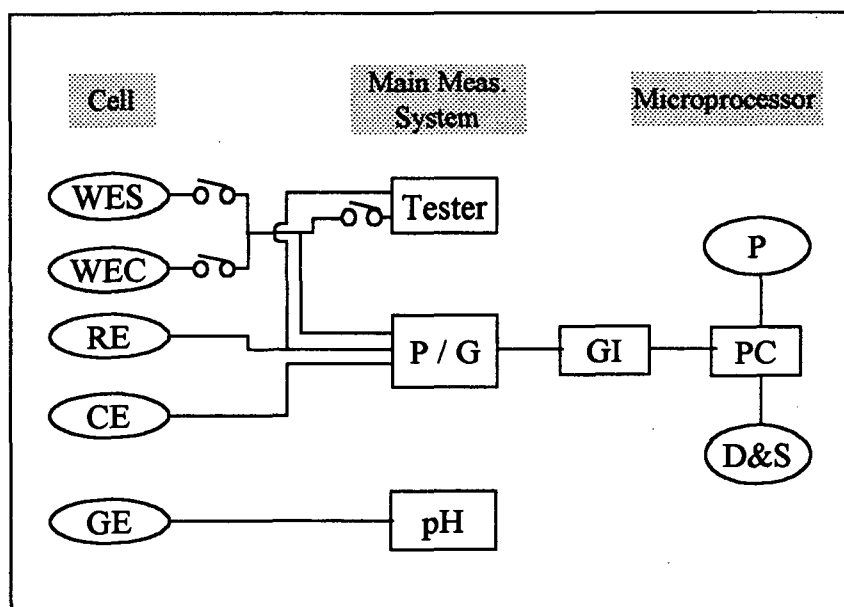 Cell
Main Meas.
System
Microprocessor
WES
Tester
WEC
P
RE
P / G
GI
PC
CE
D&S
GE
pH